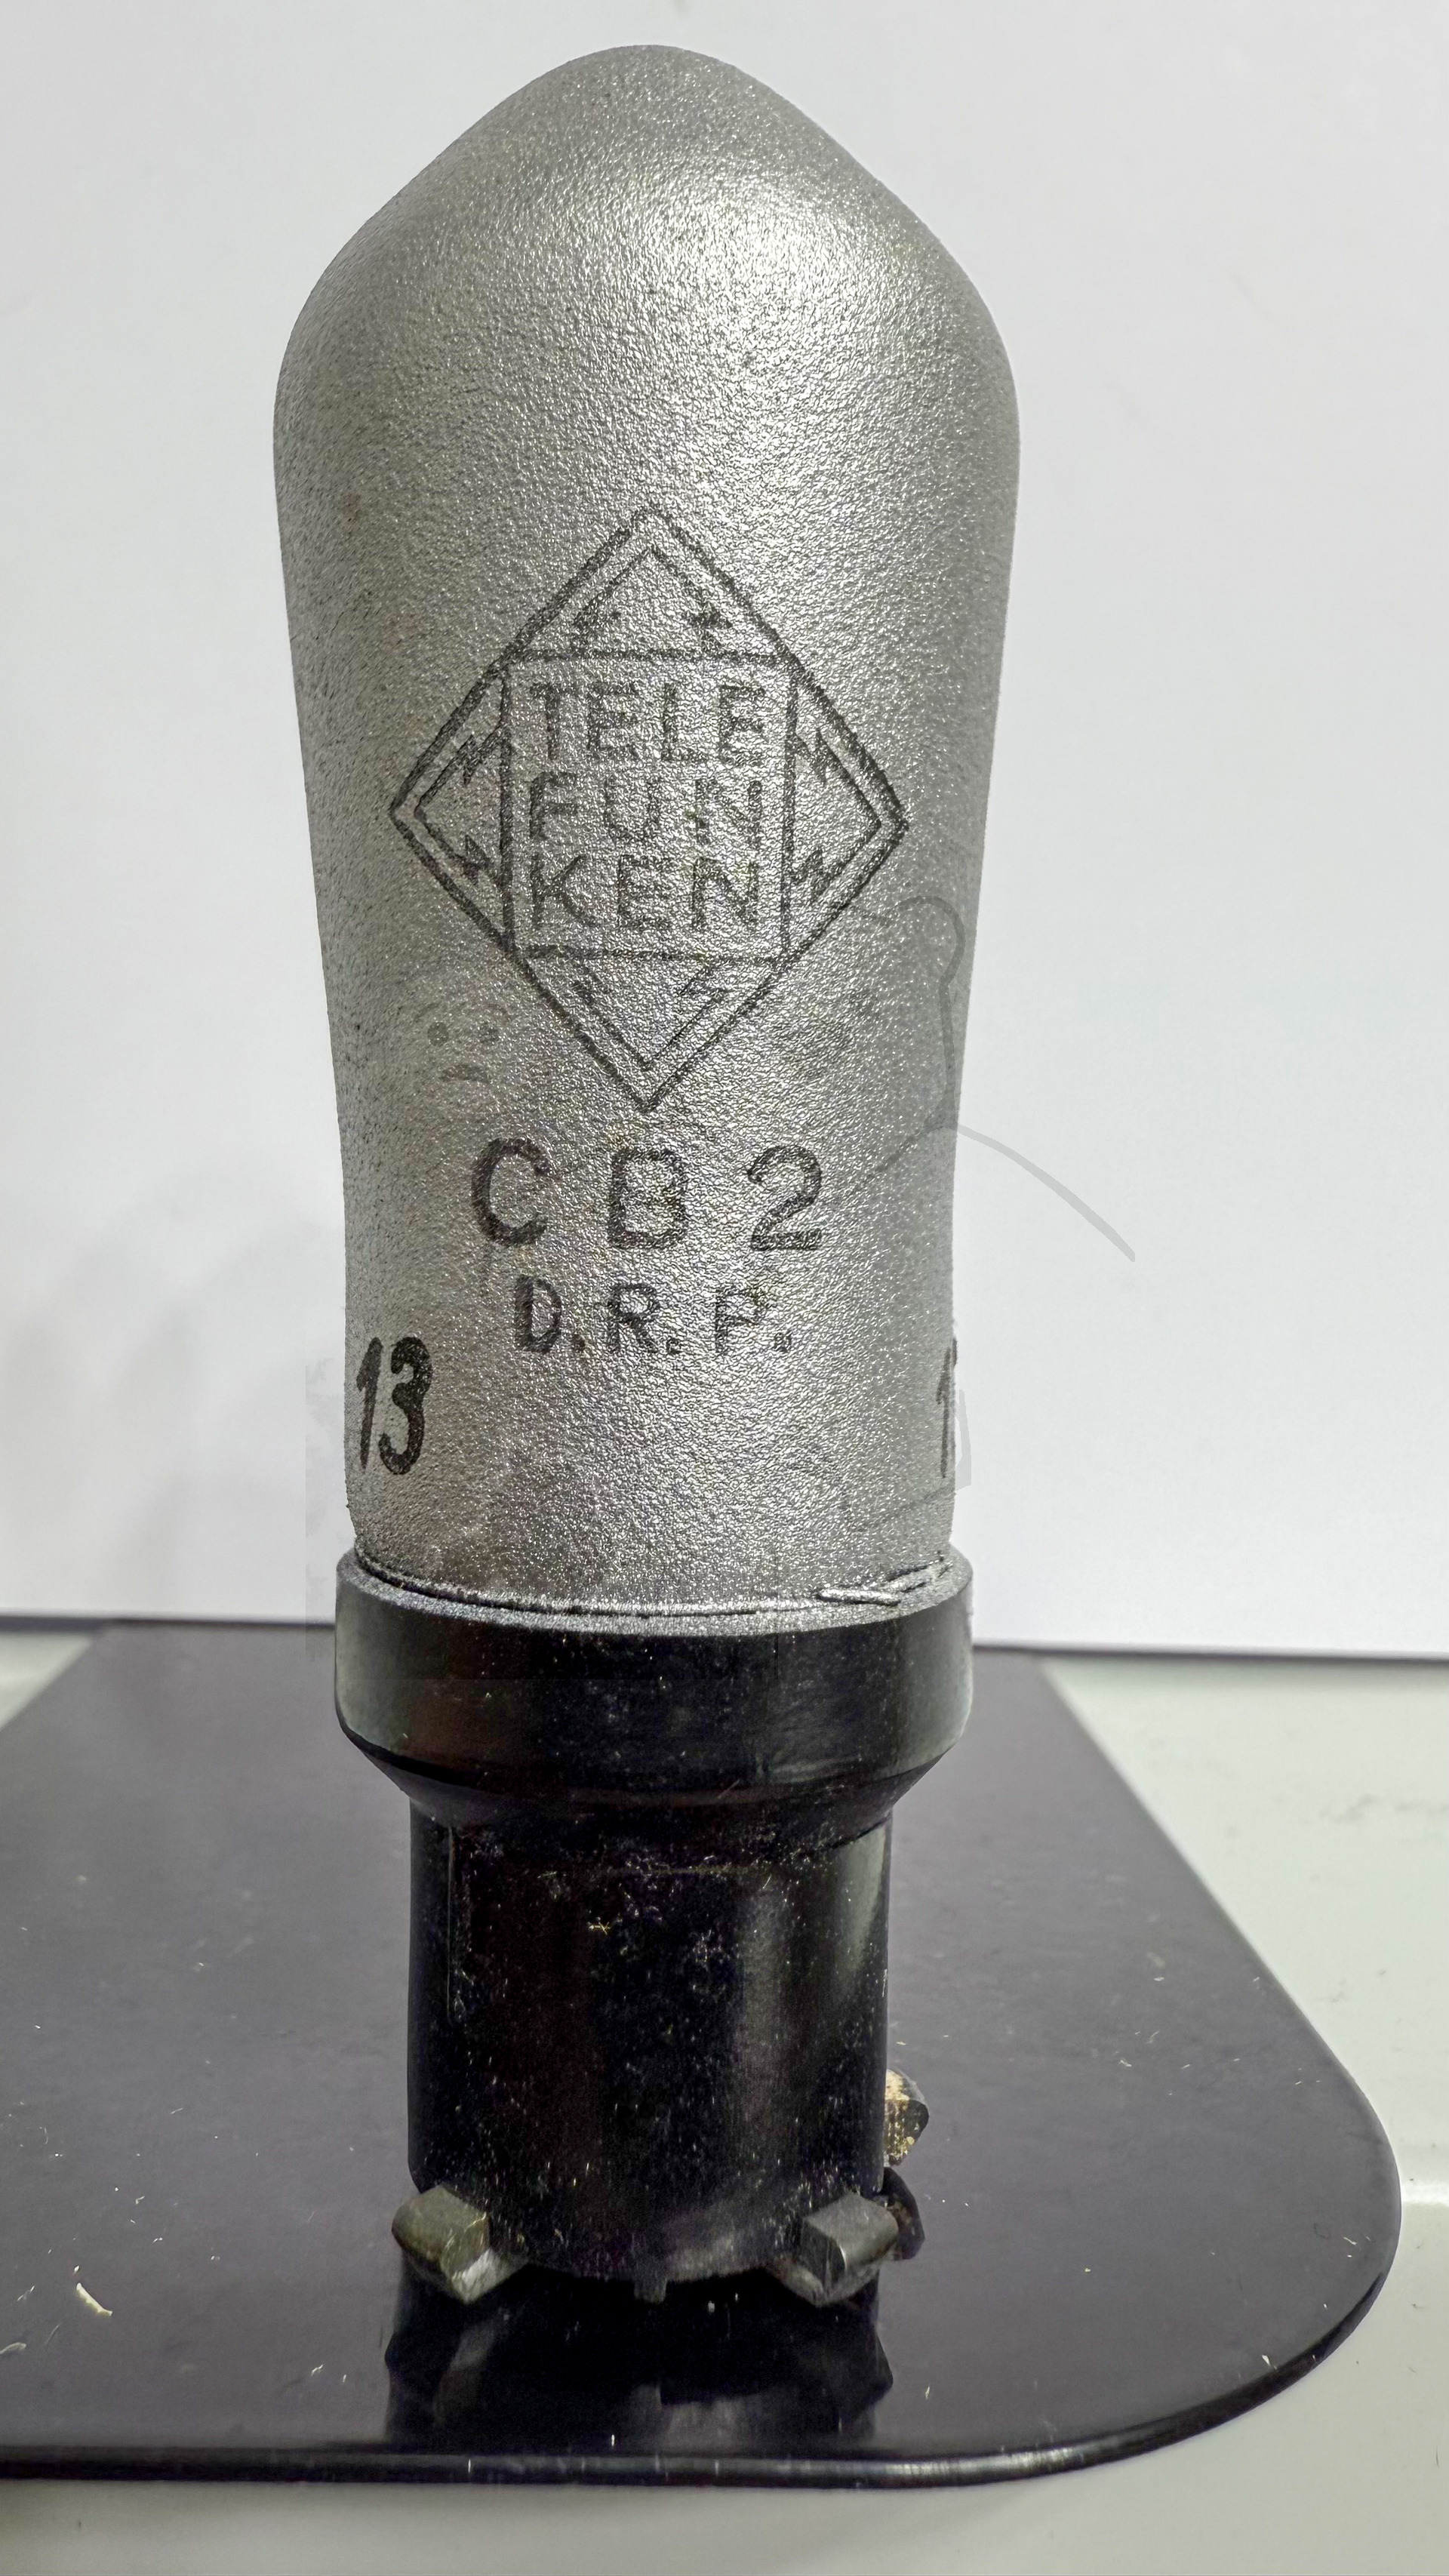 TELE
FUN
KEN
CB2
D.R.P.
13